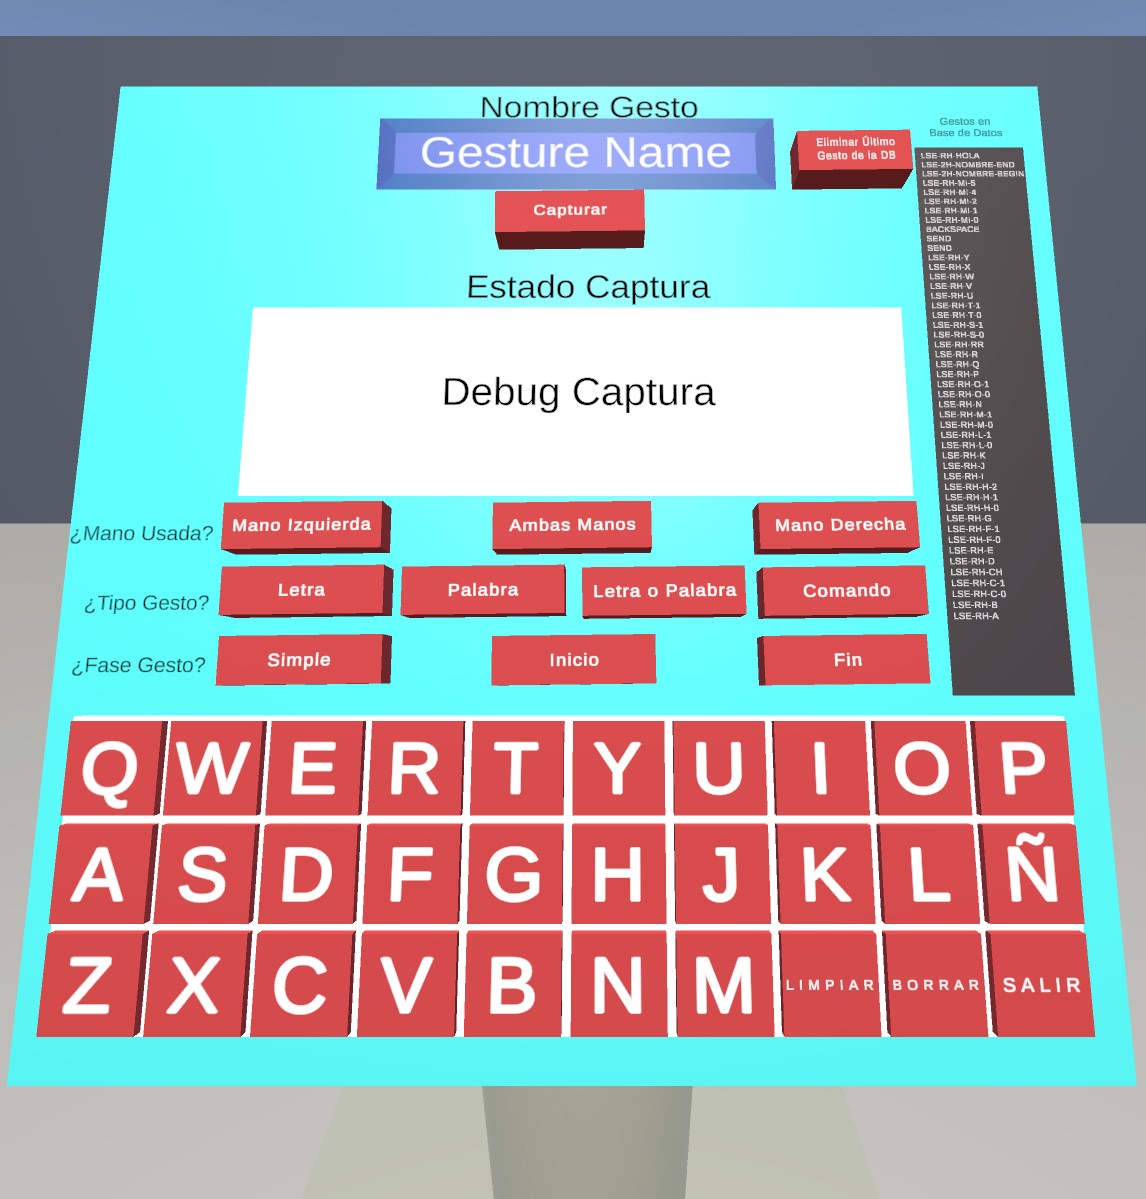 Nombre Gesto
Gesture Name
Eliminar Último
Gesto de la DB
Capturar
Estado Captura
Debug Captura
¿Mano Usada?
Mano Izquierda
Ambas Manos
Mano Derecha
¿Tipo Gesto?
Letra
Palabra
Letra o Palabra
Comando
¿Fase Gesto?
Simple
Inicio
Fin
Gestos en
Base de Datos
LSE-RH-HOLA
LSE-2H-NOMBRE-END
LSE-2H-NOMBRE-BEGIN
LSE-RH-MI-5
LSE-RH-MI-4
LSE-RH-MI-2
LSE-RH-MI-1
LSE-RH-MI-0
BACKSPACE
SEND
SEND
LSE-RH-Y
LSE-RH-X
LSE-RH-W
LSE-RH-V
LSE-RH-U
LSE-RH-T-1
LSE-RH-T-0
LSE-RH-S-1
LSE-RH-S-0
LSE-RH-RR
LSE-RH-R
LSE-RH-Q
LSE-RH-P
LSE-RH-O-1
LSE-RH-O-0
LSE-RH-N
LSE-RH-M-1
LSE-RH-M-0
LSE-RH-L-1
LSE-RH-L-0
LSE-RH-K
LSE-RH-J
LSE-RH-I
LSE-RH-H-2
LSE-RH-H-1
LSE-RH-H-0
LSE-RH-G
LSE-RH-F-1
LSE-RH-F-0
LSE-RH-E
LSE-RH-D
LSE-RH-CH
LSE-RH-C-1
LSE-RH-C-0
LSE-RH-B
LSE-RH-A
Q W E R T Y U I O P
A S D F G H J K L Ñ
Z X C V B N M LIMPIAR BORRAR SALIR